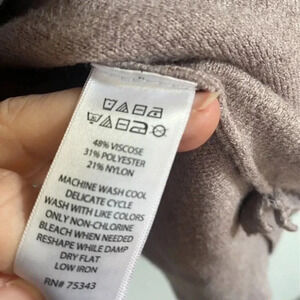 48% VISCOSE
31% POLYESTER
21% NYLON
MACHINE WASH COOL
DELICATE CYCLE
WASH WITH LIKE COLORS
ONLY NON-CHLORINE
BLEACH WHEN NEEDED
RESHAPE WHILE DAMP
DRY FLAT
LOW IRON
RN# 75343